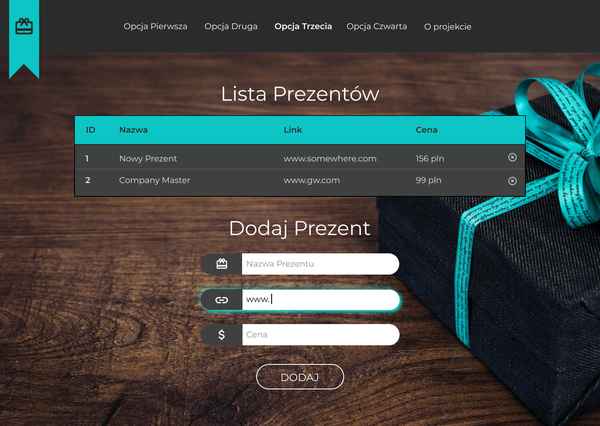 Opcja Pierwsza Opcja Druga Opcja Trzecia Opcja Czwarta O projekcie
Lista Prezentów
ID Nazwa Link Cena
1 Nowy Prezent www.somewhere.com 156 pln
2 Company Master www.gw.com 99 pln
Dodaj Prezent
Nazwa Prezentu
www.
$ Cena
DODAJ